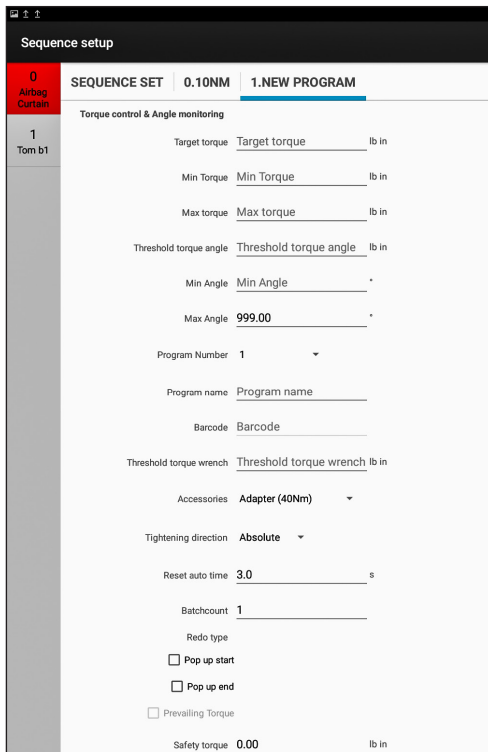 Sequence setup
0
Airbag
Curtain
1
Tom b1
SEQUENCE SET 0.10NM 1.NEW PROGRAM
Torque control & Angle monitoring
Target torque Target torque lb in
Min Torque Min Torque lb in
Max torque Max torque lb in
Threshold torque angle Threshold torque angle lb in
Min Angle Min Angle °
Max Angle 999.00 °
Program Number 1
Program name Program name
Barcode Barcode
Threshold torque wrench Threshold torque wrench lb in
Accessories Adapter (40Nm)
Tightening direction Absolute
Reset auto time 3.0 s
Batchcount 1
Redo type
Pop up start
Pop up end
Prevailing Torque
Safety torque 0.00 lb in